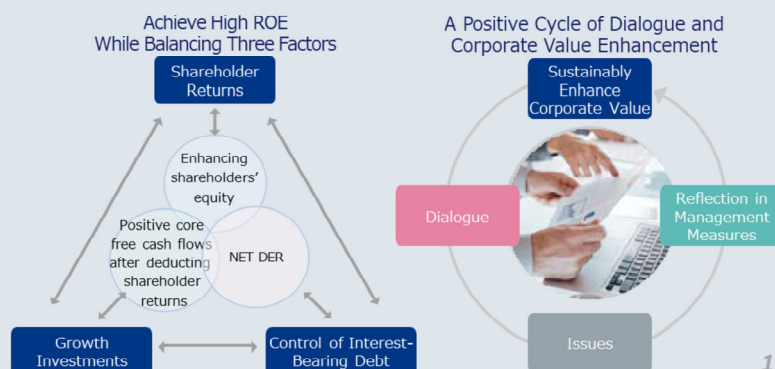 Achieve High ROE
While Balancing Three Factors
Shareholder
Returns
Enhancing
shareholders'
equity
Positive core
free cash flows
after deducting
shareholder
returns
NET DER
Growth
Investments
Control of Interest-
Bearing Debt
A Positive Cycle of Dialogue and
Corporate Value Enhancement
Sustainably
Enhance
Corporate Value
Dialogue
Reflection in
Management
Measures
Issues
1